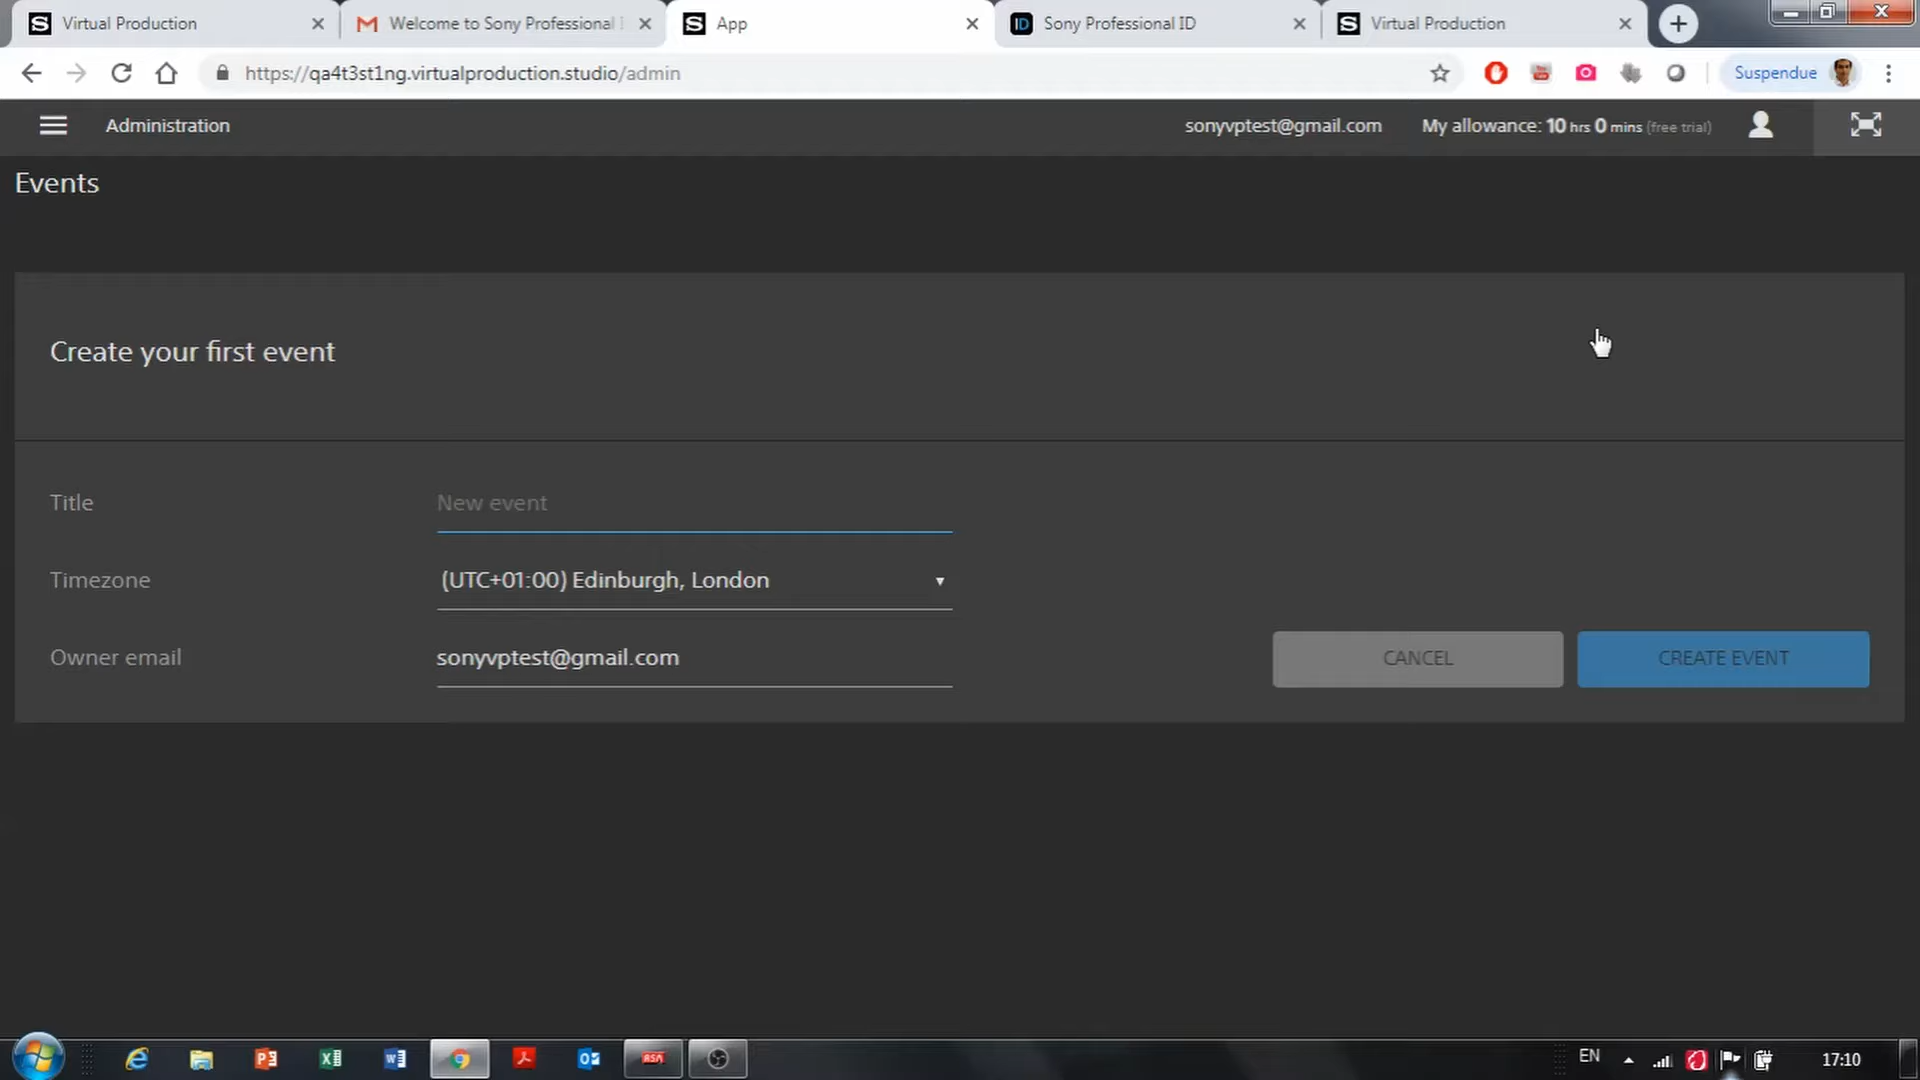 Virtual Production
Welcome to Sony Professional
App
Sony Professional ID
Virtual Production
https://qa4t3st1ng.virtualproduction.studio/admin
Suspendue
Administration
sonyvptest@gmail.com
My allowance: 10 hrs 0 mins (free trial)
Events
Create your first event
Title
New event
Timezone
(UTC+01:00) Edinburgh, London
Owner email
sonyvptest@gmail.com
CANCEL
CREATE EVENT
EN
17:10